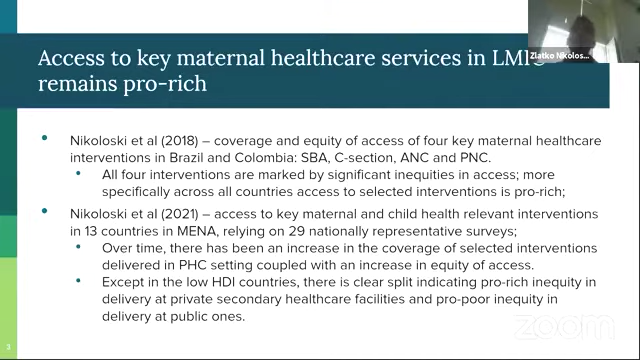 Zlatko Nikolos...
Access to key maternal healthcare services in LMIC
remains pro-rich
• Nikoloski et al (2018) – coverage and equity of access of four key maternal healthcare
interventions in Brazil and Colombia: SBA, C-section, ANC and PNC.
• All four interventions are marked by significant inequities in access; more
specifically across all countries access to selected interventions is pro-rich;
• Nikoloski et al (2021) – access to key maternal and child health relevant interventions
in 13 countries in MENA, relying on 29 nationally representative surveys;
• Over time, there has been an increase in the coverage of selected interventions
delivered in PHC setting coupled with an increase in equity of access.
• Except in the low HDI countries, there is clear split indicating pro-rich inequity in
delivery at private secondary healthcare facilities and pro-poor inequity in
delivery at public ones.
zoom
3